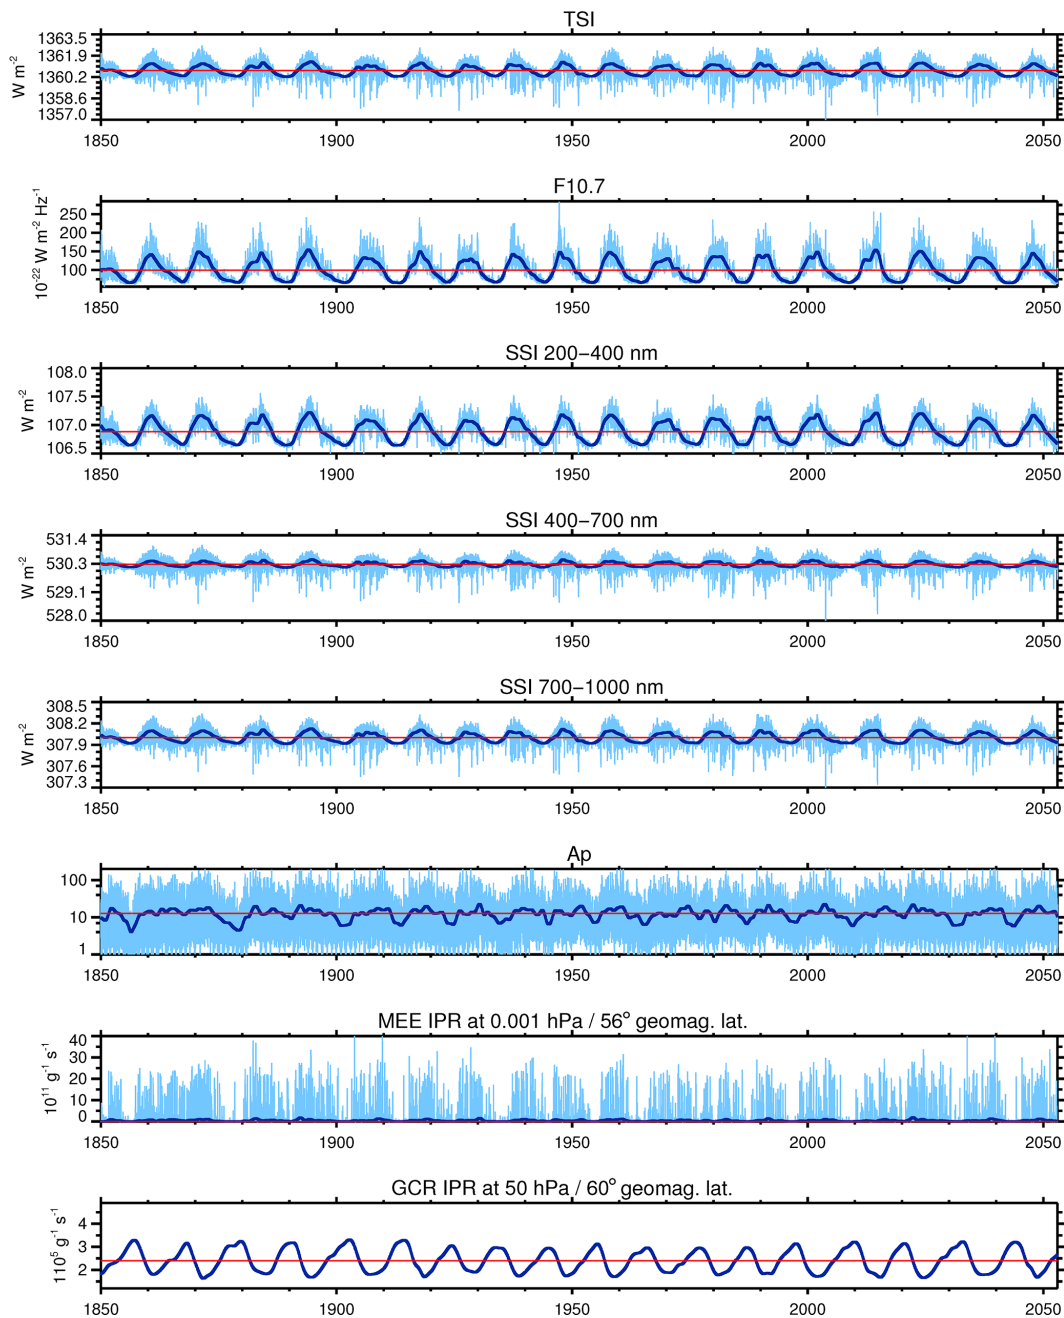 TSI
W m-2
1363.5
1361.9
1360.2
1358.6
1357.0
1850 1900 1950 2000 2050
F10.7
10-22 W m-2 Hz-1
250
200
150
100
1850 1900 1950 2000 2050
SSI 200–400 nm
W m-2
108.0
107.5
107.0
106.5
1850 1900 1950 2000 2050
SSI 400–700 nm
W m-2
531.4
530.3
529.1
528.0
1850 1900 1950 2000 2050
SSI 700–1000 nm
W m-2
308.5
308.2
307.9
307.6
307.3
1850 1900 1950 2000 2050
Ap
100
10
1
1850 1900 1950 2000 2050
MEE IPR at 0.001 hPa / 56° geomag. lat.
1011 g-1 s-1
40
30
20
10
0
1850 1900 1950 2000 2050
GCR IPR at 50 hPa / 60° geomag. lat.
1105 g-1 s-1
4
3
2
1850 1900 1950 2000 2050